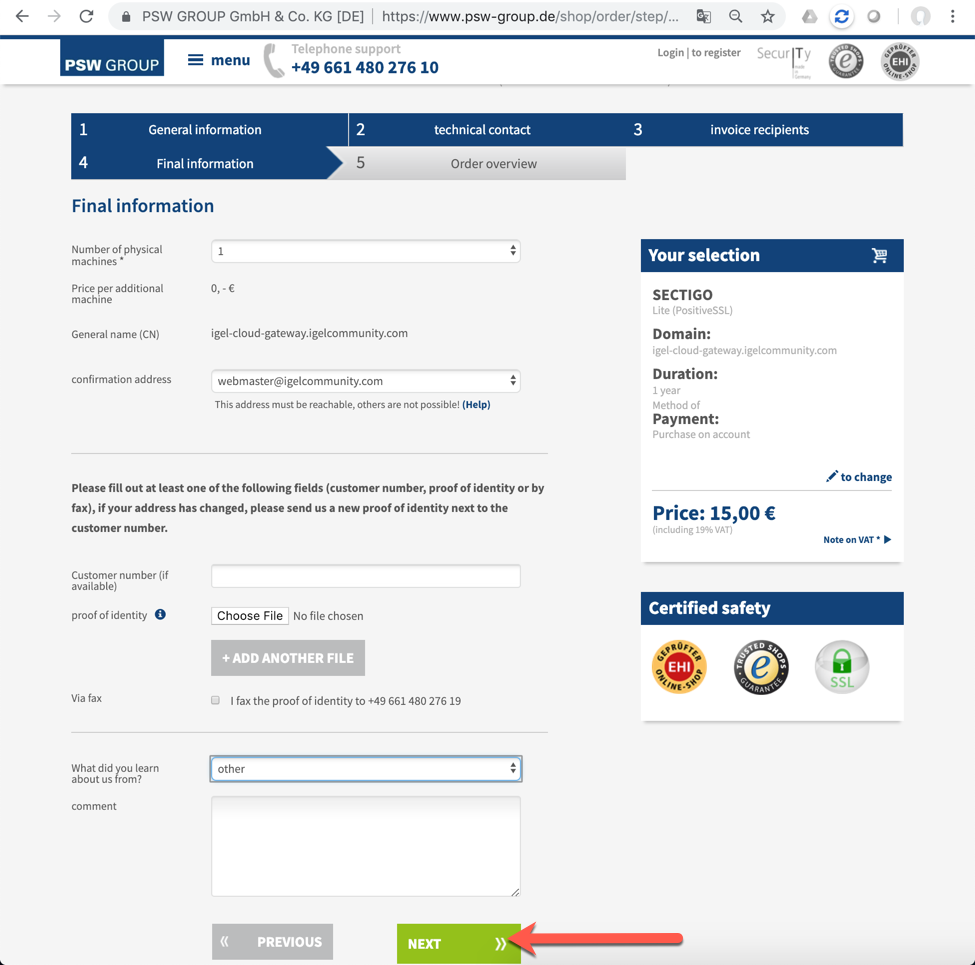 PSW GROUP GmbH & Co. KG [DE] | https://www.psw-group.de/shop/order/step/...
PSW GROUP
menu
Telephone support
+49 661 480 276 10
Login | to register
SecurITy
made
in
Germany
TRUSTED SHOPS
e
GUARANTEE
GEPRÜFTER
EHI
ONLINE-SHOP
1 General information
2 technical contact
3 invoice recipients
4 Final information
5 Order overview
Final information
Number of physical
machines *
1
Price per additional
machine
0, - €
General name (CN)
igel-cloud-gateway.igelcommunity.com
confirmation address
webmaster@igelcommunity.com
This address must be reachable, others are not possible! (Help)
Please fill out at least one of the following fields (customer number, proof of identity or by
fax), if your address has changed, please send us a new proof of identity next to the
customer number.
Customer number (if
available)
proof of identity i
Choose File No file chosen
+ ADD ANOTHER FILE
Via fax
I fax the proof of identity to +49 661 480 276 19
What did you learn
about us from?
other
comment
« PREVIOUS
NEXT »
Your selection
SECTIGO
Lite (PositiveSSL)
Domain:
igel-cloud-gateway.igelcommunity.com
Duration:
1 year
Method of
Payment:
Purchase on account
to change
Price: 15,00 €
(including 19% VAT)
Note on VAT *
Certified safety
GEPRÜFTER
EHI
ONLINE-SHOP
TRUSTED SHOPS
e
GUARANTEE
SSL